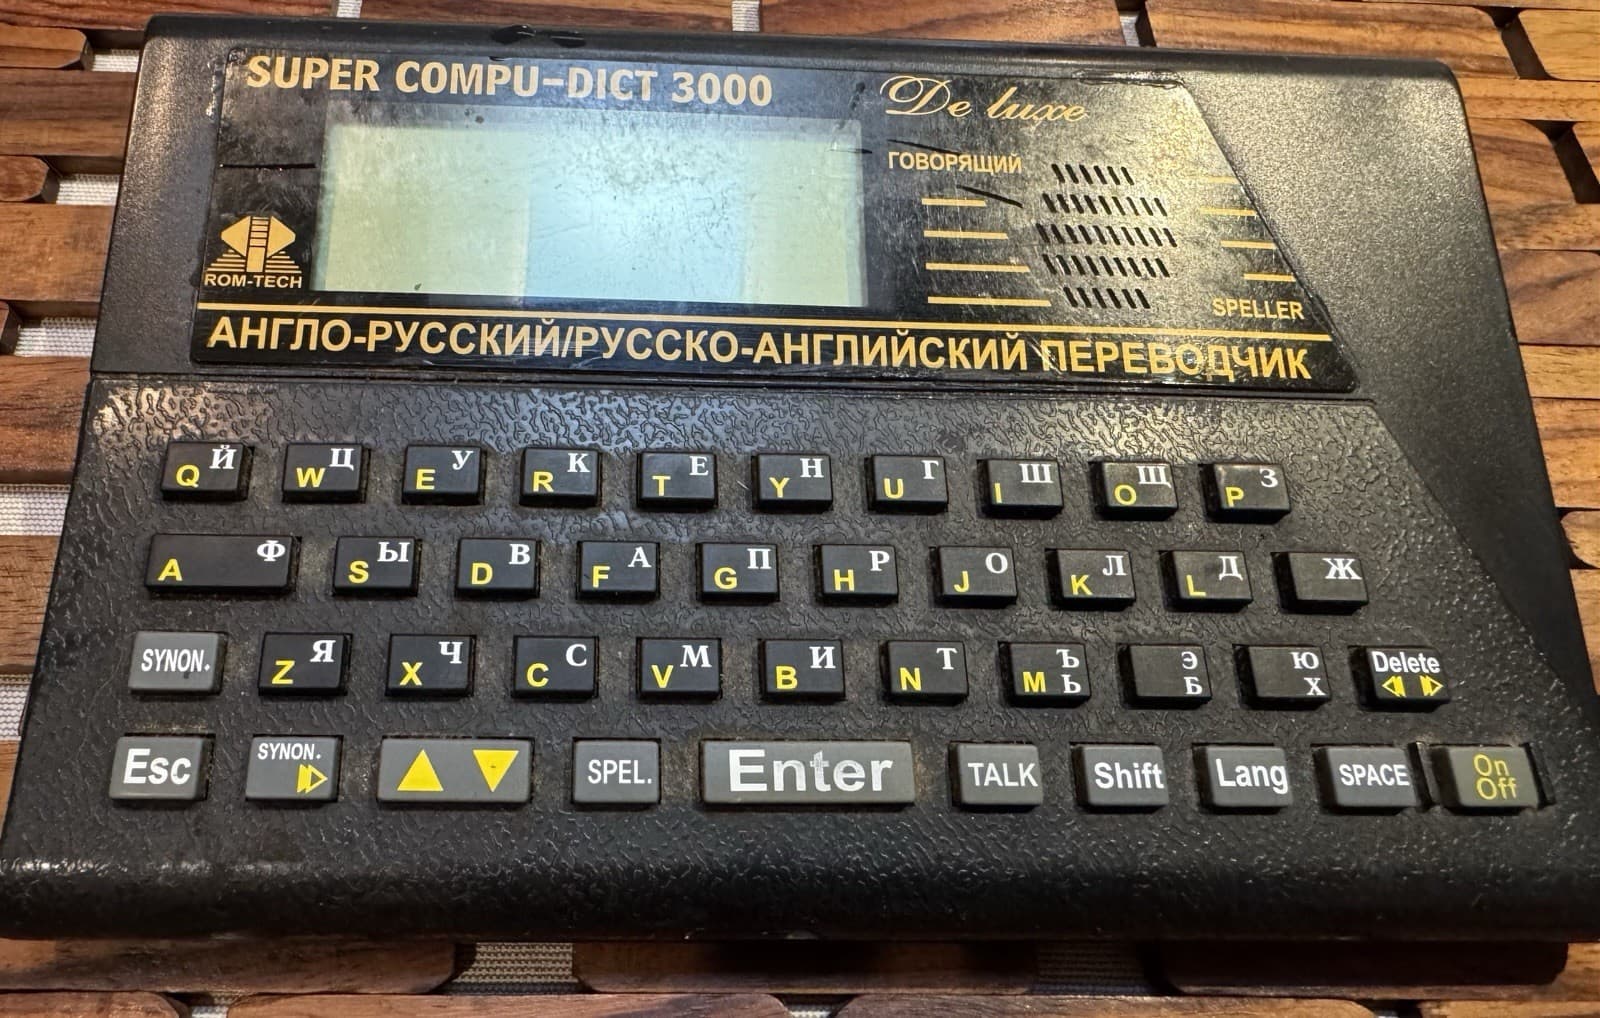 SUPER COMPU-DICT 3000 De luxe
ГОВОРЯЩИЙ
ROM-TECH
SPELLER
АНГЛО-РУССКИЙ/РУССКО-АНГЛИЙСКИЙ ПЕРЕВОДЧИК
Q Й W Ц E У R К T Е Y Н U Г I Ш O Щ P З
A Ф S Ы D В F А G П H Р J О K Л L Д Ж
SYNON. Z Я X Ч C С V М B И N Т M Ъ Ь Э Б Ю Х Delete
Esc SYNON. SPEL. Enter TALK Shift Lang SPACE On Off